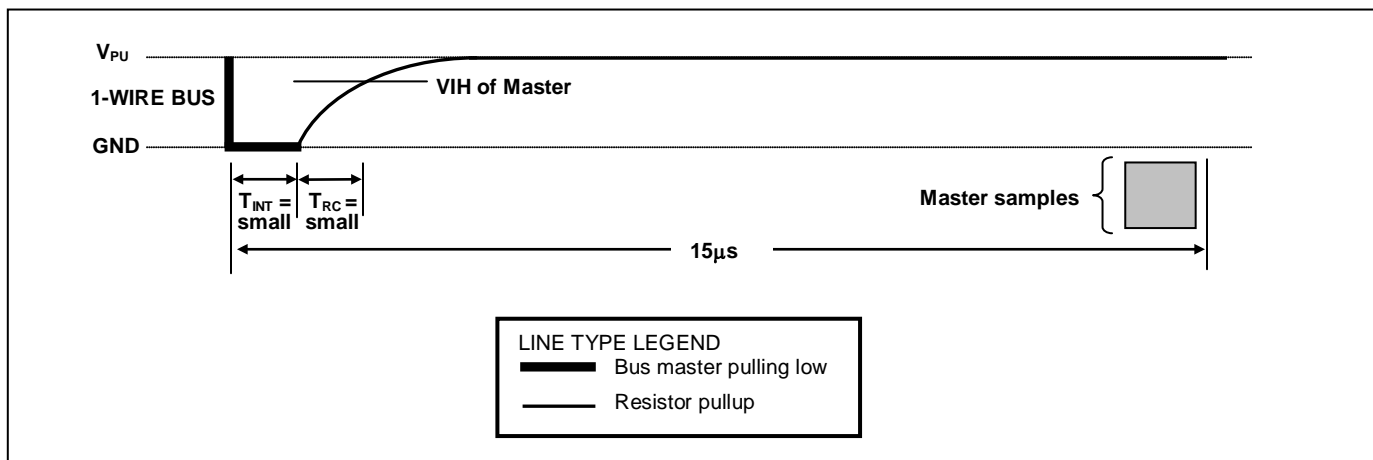 VPU
VIH of Master
1-WIRE BUS
GND
TINT =
small
TRC =
small
Master samples
15μs
LINE TYPE LEGEND
Bus master pulling low
Resistor pullup